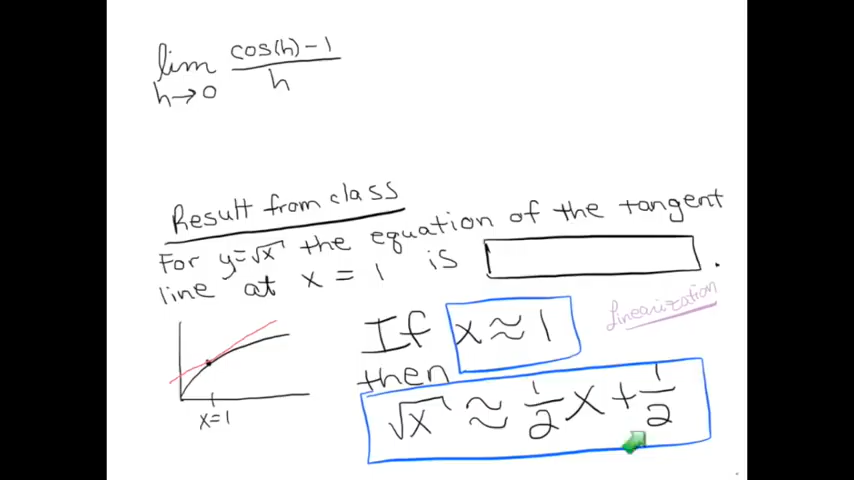 lim h→0 cos(h)-1 / h
Result from class
For y=√x the equation of the tangent
line at x = 1 is .
Linearization
If x≈1
then
√x ≈ 1/2 x + 1/2
x=1